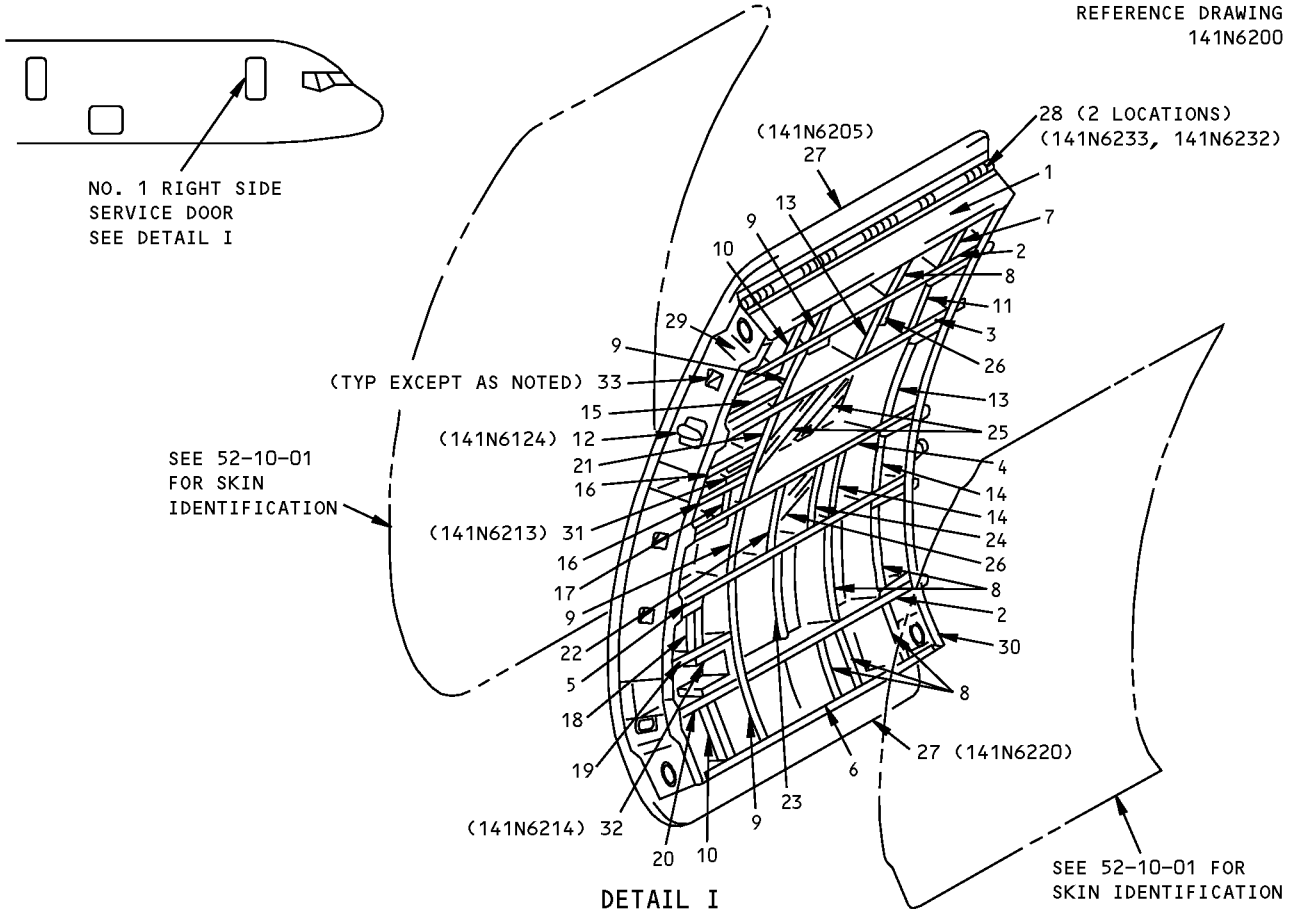 REFERENCE DRAWING
141N6200
28 (2 LOCATIONS)
(141N6233, 141N6232)
(141N6205)
27
NO. 1 RIGHT SIDE
SERVICE DOOR
SEE DETAIL I
1
13
7
9
2
10
8
11
29
3
9
26
(TYP EXCEPT AS NOTED) 33
13
15
25
(141N6124) 12
21
4
16
14
SEE 52-10-01
FOR SKIN
IDENTIFICATION
14
(141N6213) 31
24
16
26
17
8
9
2
22
30
5
8
18
27 (141N6220)
19
6
23
(141N6214) 32
9
20
10
SEE 52-10-01 FOR
SKIN IDENTIFICATION
DETAIL I